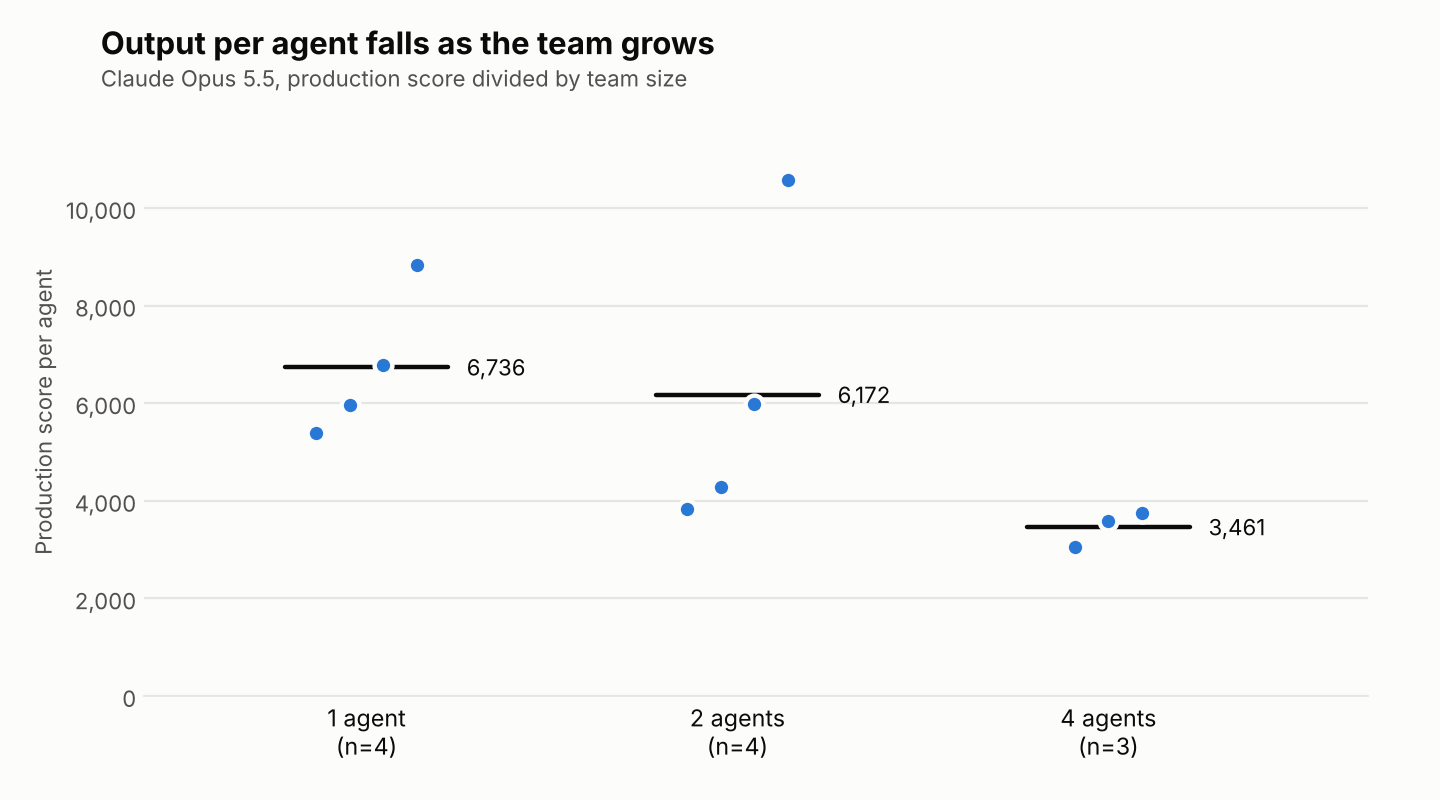 Output per agent falls as the team grows
Claude Opus 5.5, production score divided by team size
Production score per agent
10,000
8,000
6,000
4,000
2,000
0
6,736
6,172
3,461
1 agent
(n=4)
2 agents
(n=4)
4 agents
(n=3)